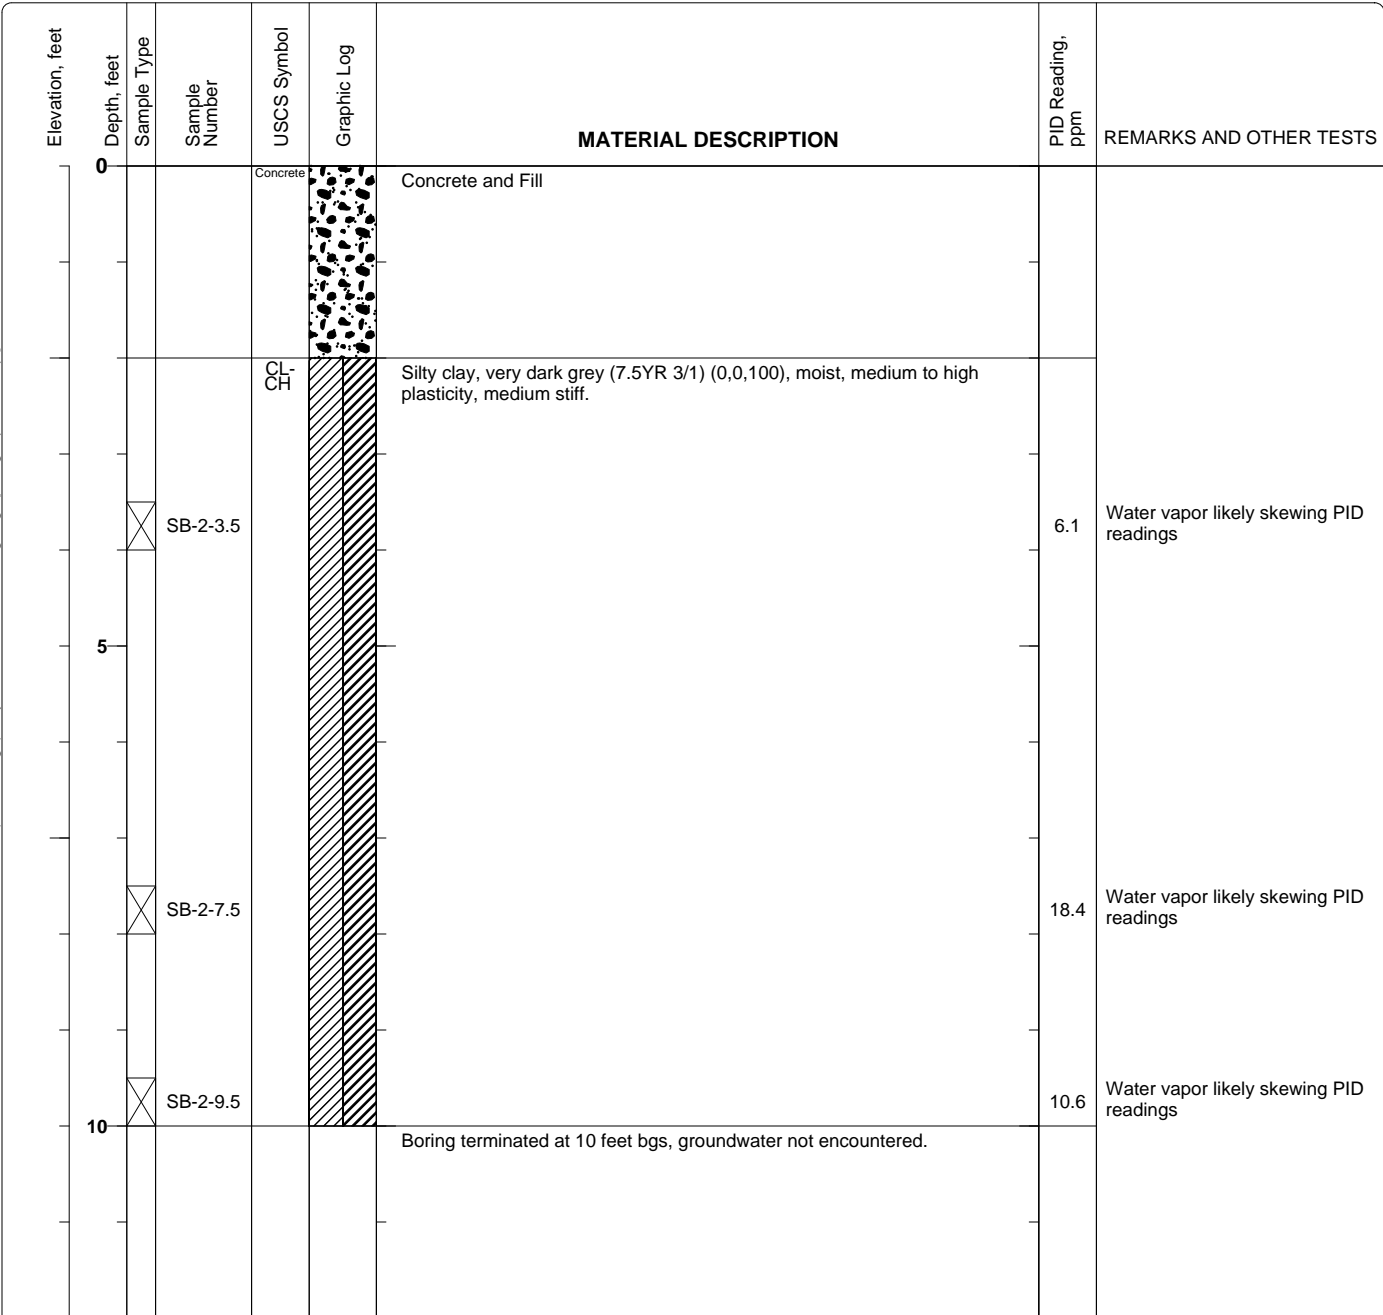 Elevation, feet
Depth, feet
Sample Type
Sample
Number
USCS Symbol
Graphic Log
MATERIAL DESCRIPTION
PID Reading,
ppm
REMARKS AND OTHER TESTS
0
Concrete
Concrete and Fill
CL-
CH
Silty clay, very dark grey (7.5YR 3/1) (0,0,100), moist, medium to high
plasticity, medium stiff.
SB-2-3.5
6.1
Water vapor likely skewing PID
readings
5
SB-2-7.5
18.4
Water vapor likely skewing PID
readings
SB-2-9.5
10.6
Water vapor likely skewing PID
readings
10
Boring terminated at 10 feet bgs, groundwater not encountered.